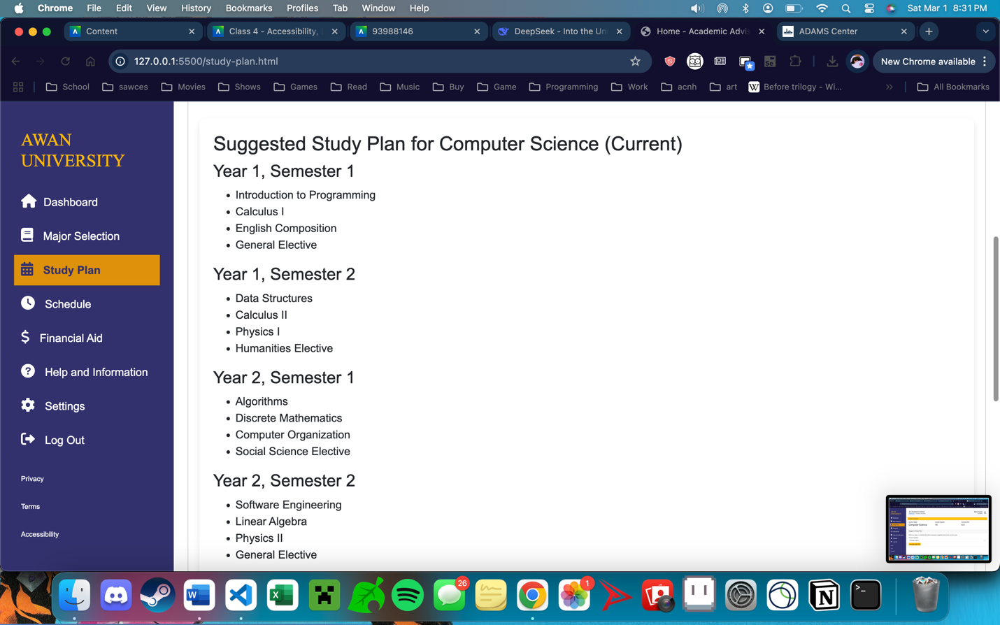 Chrome File Edit View History Bookmarks Profiles Tab Window Help Sat Mar 1 8:31 PM
Content Class 4 - Accessibility, 93988146 DeepSeek - Into the Un Home - Academic Advis ADAMS Center
127.0.0.1:5500/study-plan.html New Chrome available
School sawces Movies Shows Games Read Music Buy Game Programming Work acnh art Before trilogy - Wi... All Bookmarks
AWAN
UNIVERSITY
Dashboard
Major Selection
Study Plan
Schedule
Financial Aid
Help and Information
Settings
Log Out
Privacy
Terms
Accessibility
Suggested Study Plan for Computer Science (Current)
Year 1, Semester 1
• Introduction to Programming
• Calculus I
• English Composition
• General Elective
Year 1, Semester 2
• Data Structures
• Calculus II
• Physics I
• Humanities Elective
Year 2, Semester 1
• Algorithms
• Discrete Mathematics
• Computer Organization
• Social Science Elective
Year 2, Semester 2
• Software Engineering
• Linear Algebra
• Physics II
• General Elective
26
1